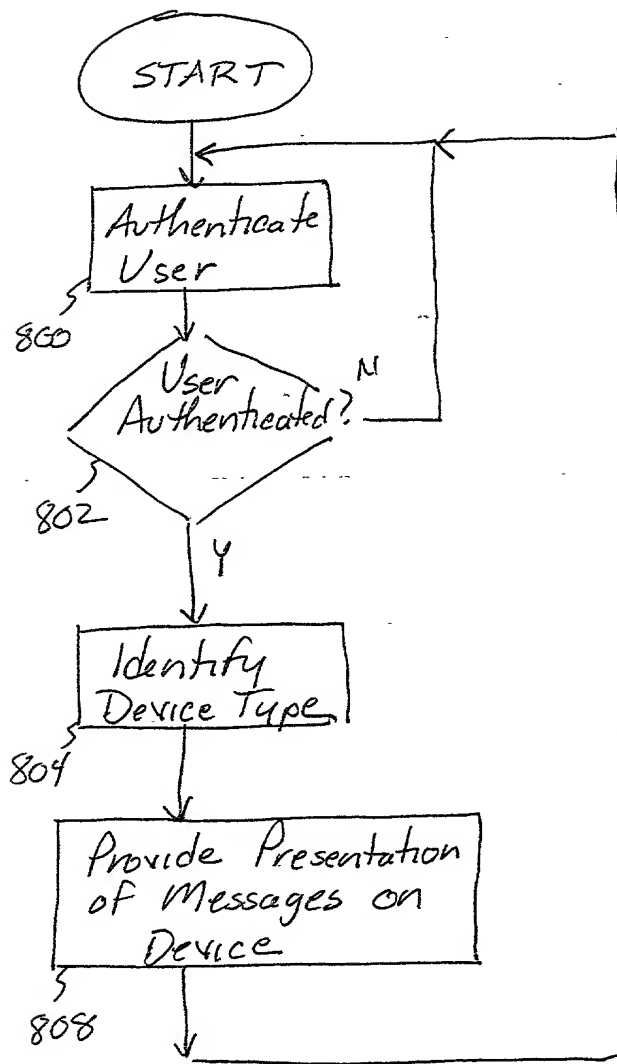 START
Authenticate
User
800
User
Authenticated?
N
802
Y
Identify
Device Type
804
Provide Presentation
of Messages on
Device
808